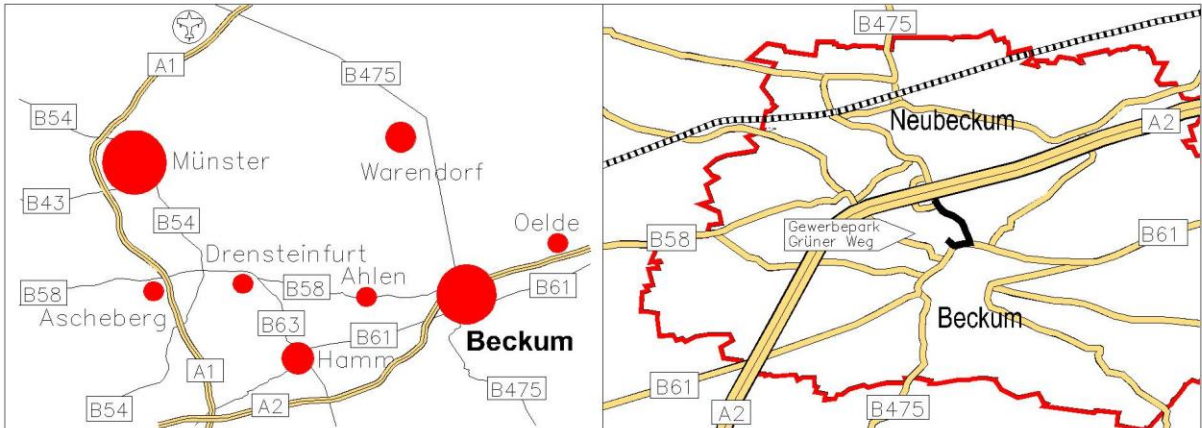 A1
B475
B54
Münster
Warendorf
B43
B54
Oelde
Drensteinfurt
Ahlen
B58
B58
B61
Ascheberg
B63
B61
Beckum
Hamm
A1
B475
B54
A2
B475
Neubeckum
A2
Gewerbepark
Grüner Weg
B58
B61
Beckum
B61
A2
B475